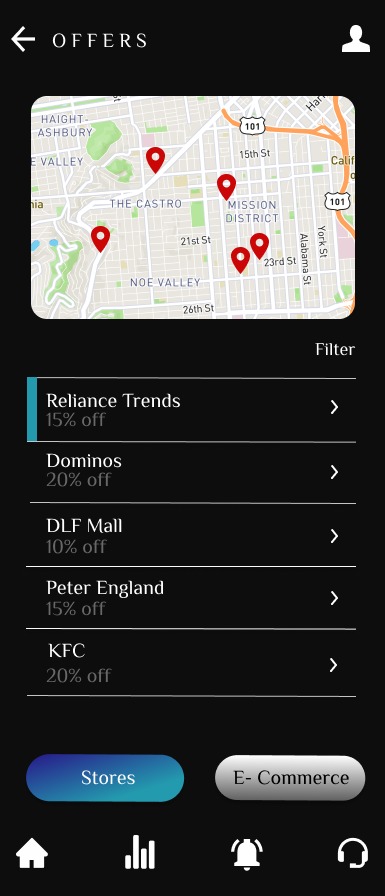 OFFERS
HAIGHT-
ASHBURY
E VALLEY
101
15th St
Calif
THE CASTRO
MISSION
DISTRICT
101
nia
21st St
23rd St
Alabama St
York St
NOE VALLEY
26th St
Filter
Reliance Trends
15% off
Dominos
20% off
DLF Mall
10% off
Peter England
15% off
KFC
20% off
Stores
E- Commerce